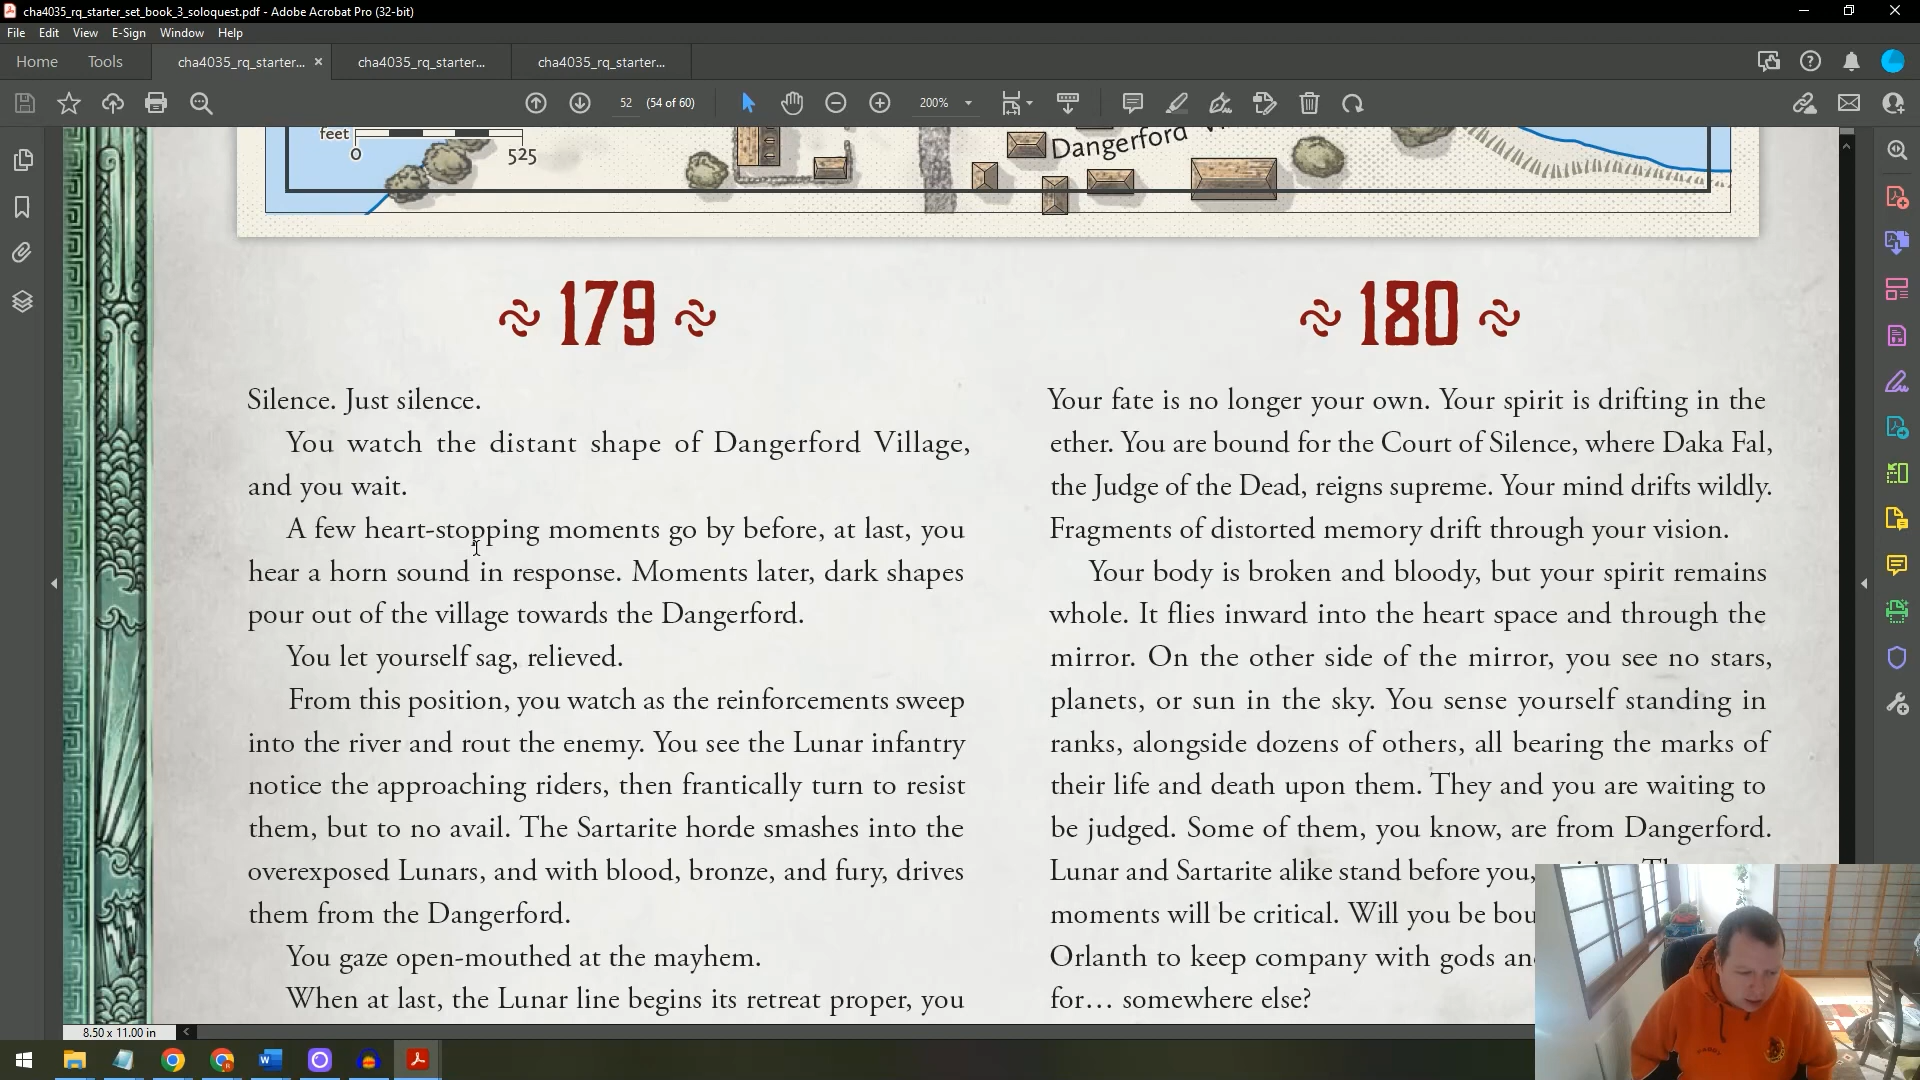 cha4035_rq_starter_set_book_3_soloquest.pdf - Adobe Acrobat Pro (32-bit)
File Edit View E-Sign Window Help
Home Tools cha4035_rq_starter... cha4035_rq_starter... cha4035_rq_starter...
52 (54 of 60) 200%
feet
0 525
Dangerford
179
Silence. Just silence.
You watch the distant shape of Dangerford Village,
and you wait.
A few heart-stopping moments go by before, at last, you
hear a horn sound in response. Moments later, dark shapes
pour out of the village towards the Dangerford.
You let yourself sag, relieved.
From this position, you watch as the reinforcements sweep
into the river and rout the enemy. You see the Lunar infantry
notice the approaching riders, then frantically turn to resist
them, but to no avail. The Sartarite horde smashes into the
overexposed Lunars, and with blood, bronze, and fury, drives
them from the Dangerford.
You gaze open-mouthed at the mayhem.
When at last, the Lunar line begins its retreat proper, you
180
Your fate is no longer your own. Your spirit is drifting in the
ether. You are bound for the Court of Silence, where Daka Fal,
the Judge of the Dead, reigns supreme. Your mind drifts wildly.
Fragments of distorted memory drift through your vision.
Your body is broken and bloody, but your spirit remains
whole. It flies inward into the heart space and through the
mirror. On the other side of the mirror, you see no stars,
planets, or sun in the sky. You sense yourself standing in
ranks, alongside dozens of others, all bearing the marks of
their life and death upon them. They and you are waiting to
be judged. Some of them, you know, are from Dangerford.
Lunar and Sartarite alike stand before you,
moments will be critical. Will you be bou
Orlanth to keep company with gods an
for… somewhere else?
8.50 x 11.00 in